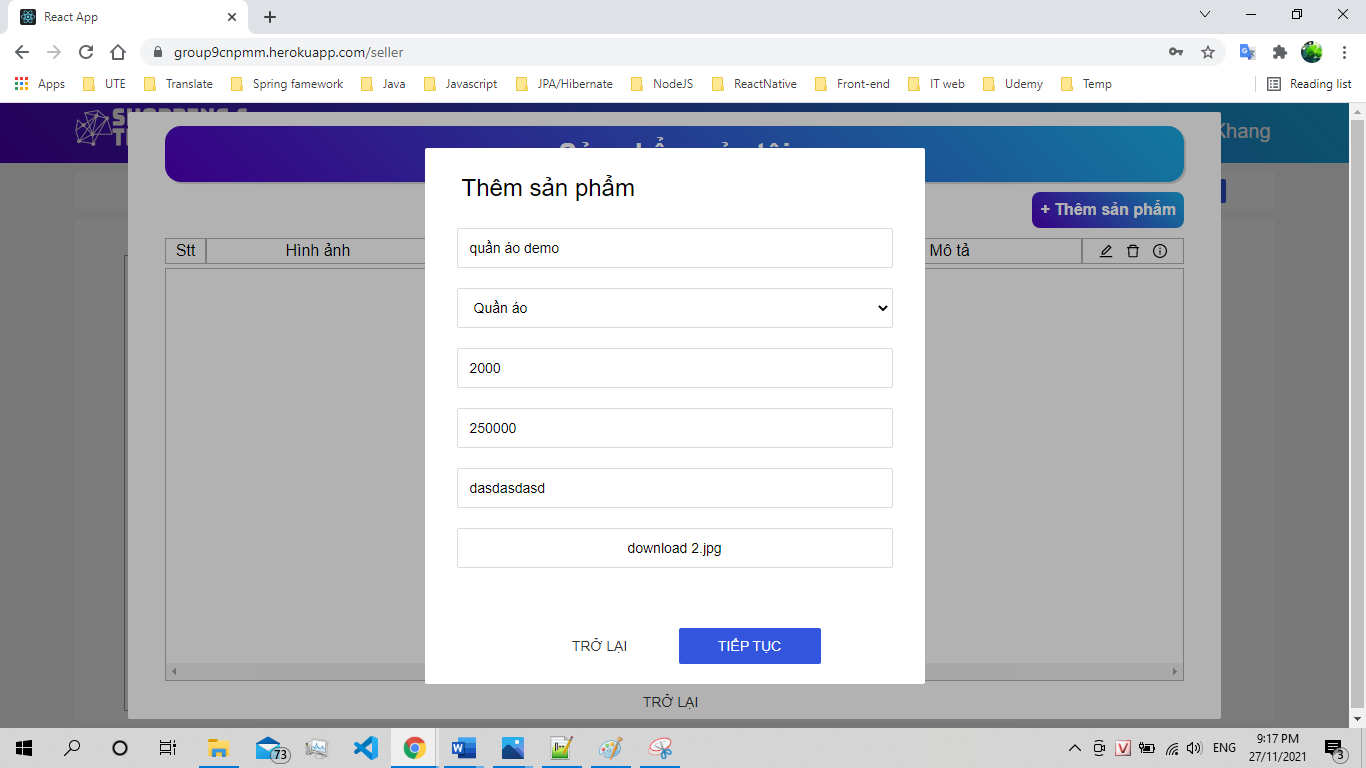 React App
group9cnpmm.herokuapp.com/seller
Apps UTE Translate Spring famework Java Javascript JPA/Hibernate NodeJS ReactNative Front-end IT web Udemy Temp Reading list
Khang
Thêm sản phẩm
+ Thêm sản phẩm
quần áo demo
Stt Hình ảnh Mô tả
Quần áo
2000
250000
dasdasdasd
download 2.jpg
TRỞ LẠI TIẾP TỤC
TRỞ LẠI
73
ENG
9:17 PM
27/11/2021
3